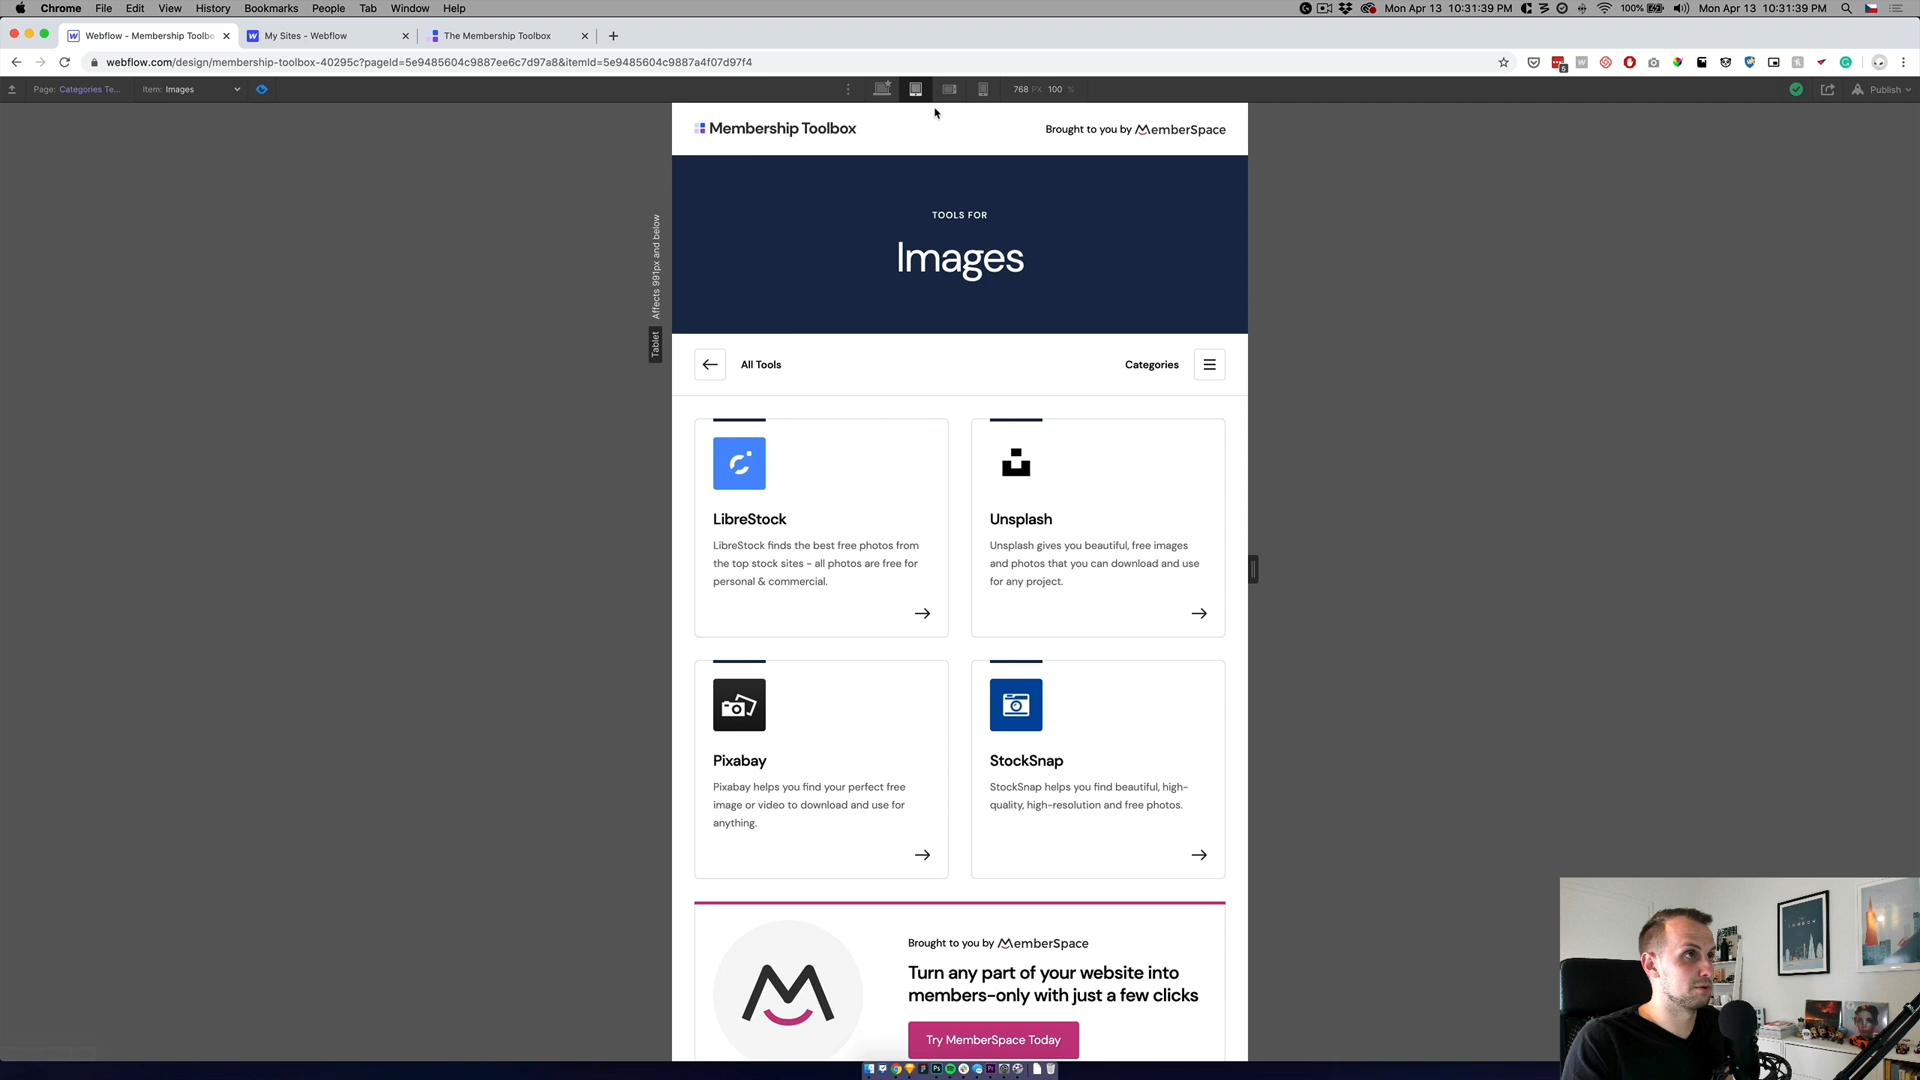 Chrome File Edit View History Bookmarks People Tab Window Help
Mon Apr 13 10:31:39 PM 100% Mon Apr 13 10:31:39 PM
Webflow - Membership Toolbo
My Sites - Webflow
The Membership Toolbox
webflow.com/design/membership-toolbox-40295c?pageId=5e9485604c9887ee6c7d97a8&itemId=5e9485604c9887a4f07d97f4
Page: Categories Te... Item: Images 768 PX 100 % Publish
Membership Toolbox
Brought to you by MemberSpace
Tablet Affects 991px and below
TOOLS FOR
Images
All Tools
Categories
LibreStock
LibreStock finds the best free photos from
the top stock sites - all photos are free for
personal & commercial.
Unsplash
Unsplash gives you beautiful, free images
and photos that you can download and use
for any project.
Pixabay
Pixabay helps you find your perfect free
image or video to download and use for
anything.
StockSnap
StockSnap helps you find beautiful, high-
quality, high-resolution and free photos.
Brought to you by MemberSpace
Turn any part of your website into
members-only with just a few clicks
Try MemberSpace Today